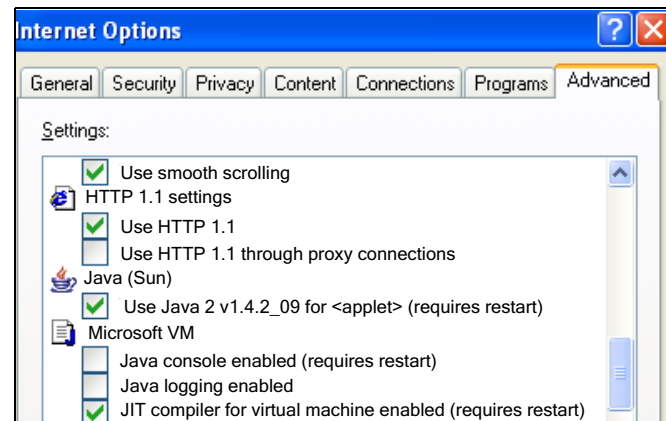 Internet Options
General Security Privacy Content Connections Programs Advanced
Settings:
Use smooth scrolling
HTTP 1.1 settings
Use HTTP 1.1
Use HTTP 1.1 through proxy connections
Java (Sun)
Use Java 2 v1.4.2_09 for <applet> (requires restart)
Microsoft VM
Java console enabled (requires restart)
Java logging enabled
JIT compiler for virtual machine enabled (requires restart)